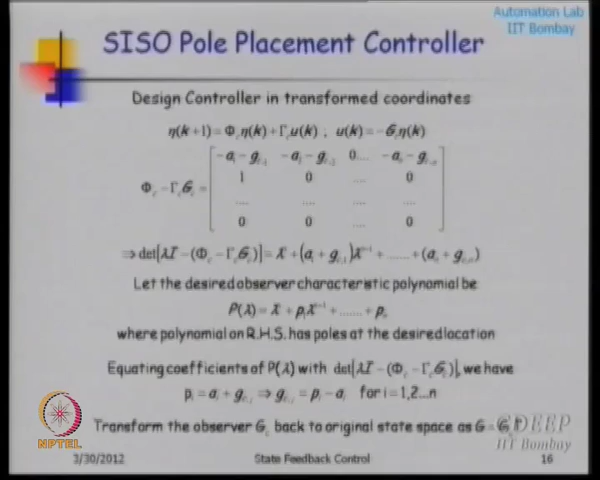 Automation Lab
IIT Bombay
SISO Pole Placement Controller
Design Controller in transformed coordinates
η(k+1) = Φ_c η(k) + Γ_c u(k) ; u(k) = -G_c η(k)
Φ_c - Γ_c G_c = [ -a_1 - g_{c,1} -a_2 - g_{c,2} 0.... -a_n - g_{c,n}
1 0 .... 0
.... .... .... ....
0 0 .... 0 ]
⇒ det[λI - (Φ_c - Γ_c G_c)] = λ^n + (a_1 + g_{c,1})λ^{n-1} + ...... + (a_n + g_{c,n})
Let the desired observer characteristic polynomial be
P(λ) = λ^n + p_1 λ^{n-1} + ....... + p_n
where polynomial on R.H.S. has poles at the desired location
Equating coefficients of P(λ) with det[λI - (Φ_c - Γ_c G_c)], we have
p_i = a_i + g_{c,i} ⇒ g_{c,i} = p_i - a_i for i = 1,2...n
Transform the observer G_c back to original state space as G = G_c
CDEEP
IIT Bombay
NPTEL
3/30/2012 State Feedback Control 16